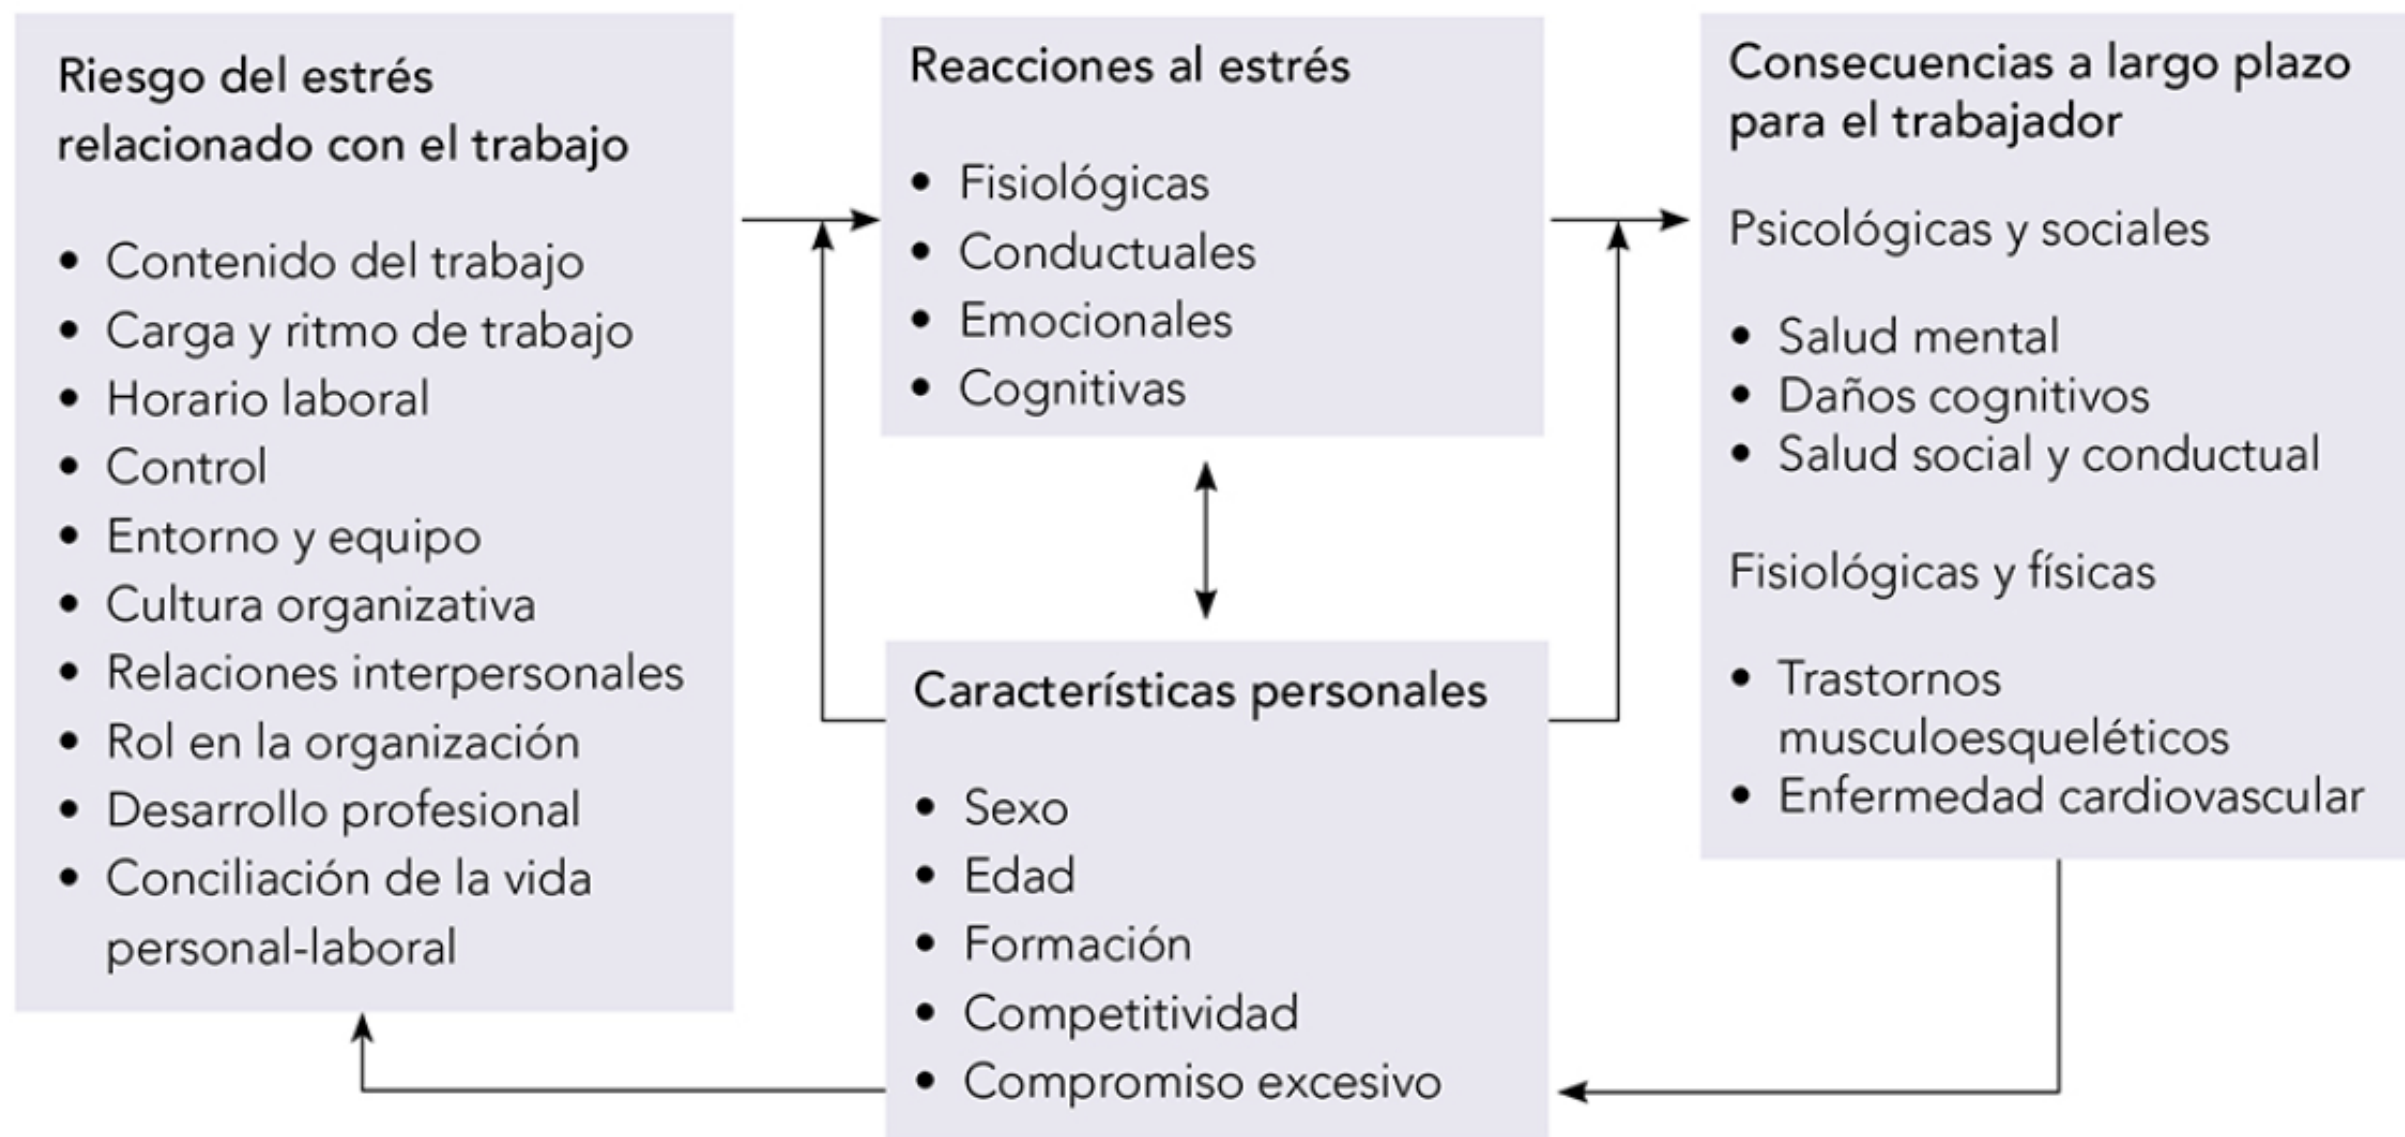 Riesgo del estrés
relacionado con el trabajo
• Contenido del trabajo
• Carga y ritmo de trabajo
• Horario laboral
• Control
• Entorno y equipo
• Cultura organizativa
• Relaciones interpersonales
• Rol en la organización
• Desarrollo profesional
• Conciliación de la vida
personal-laboral
Reacciones al estrés
• Fisiológicas
• Conductuales
• Emocionales
• Cognitivas
Características personales
• Sexo
• Edad
• Formación
• Competitividad
• Compromiso excesivo
Consecuencias a largo plazo
para el trabajador
Psicológicas y sociales
• Salud mental
• Daños cognitivos
• Salud social y conductual
Fisiológicas y físicas
• Trastornos
musculoesqueléticos
• Enfermedad cardiovascular